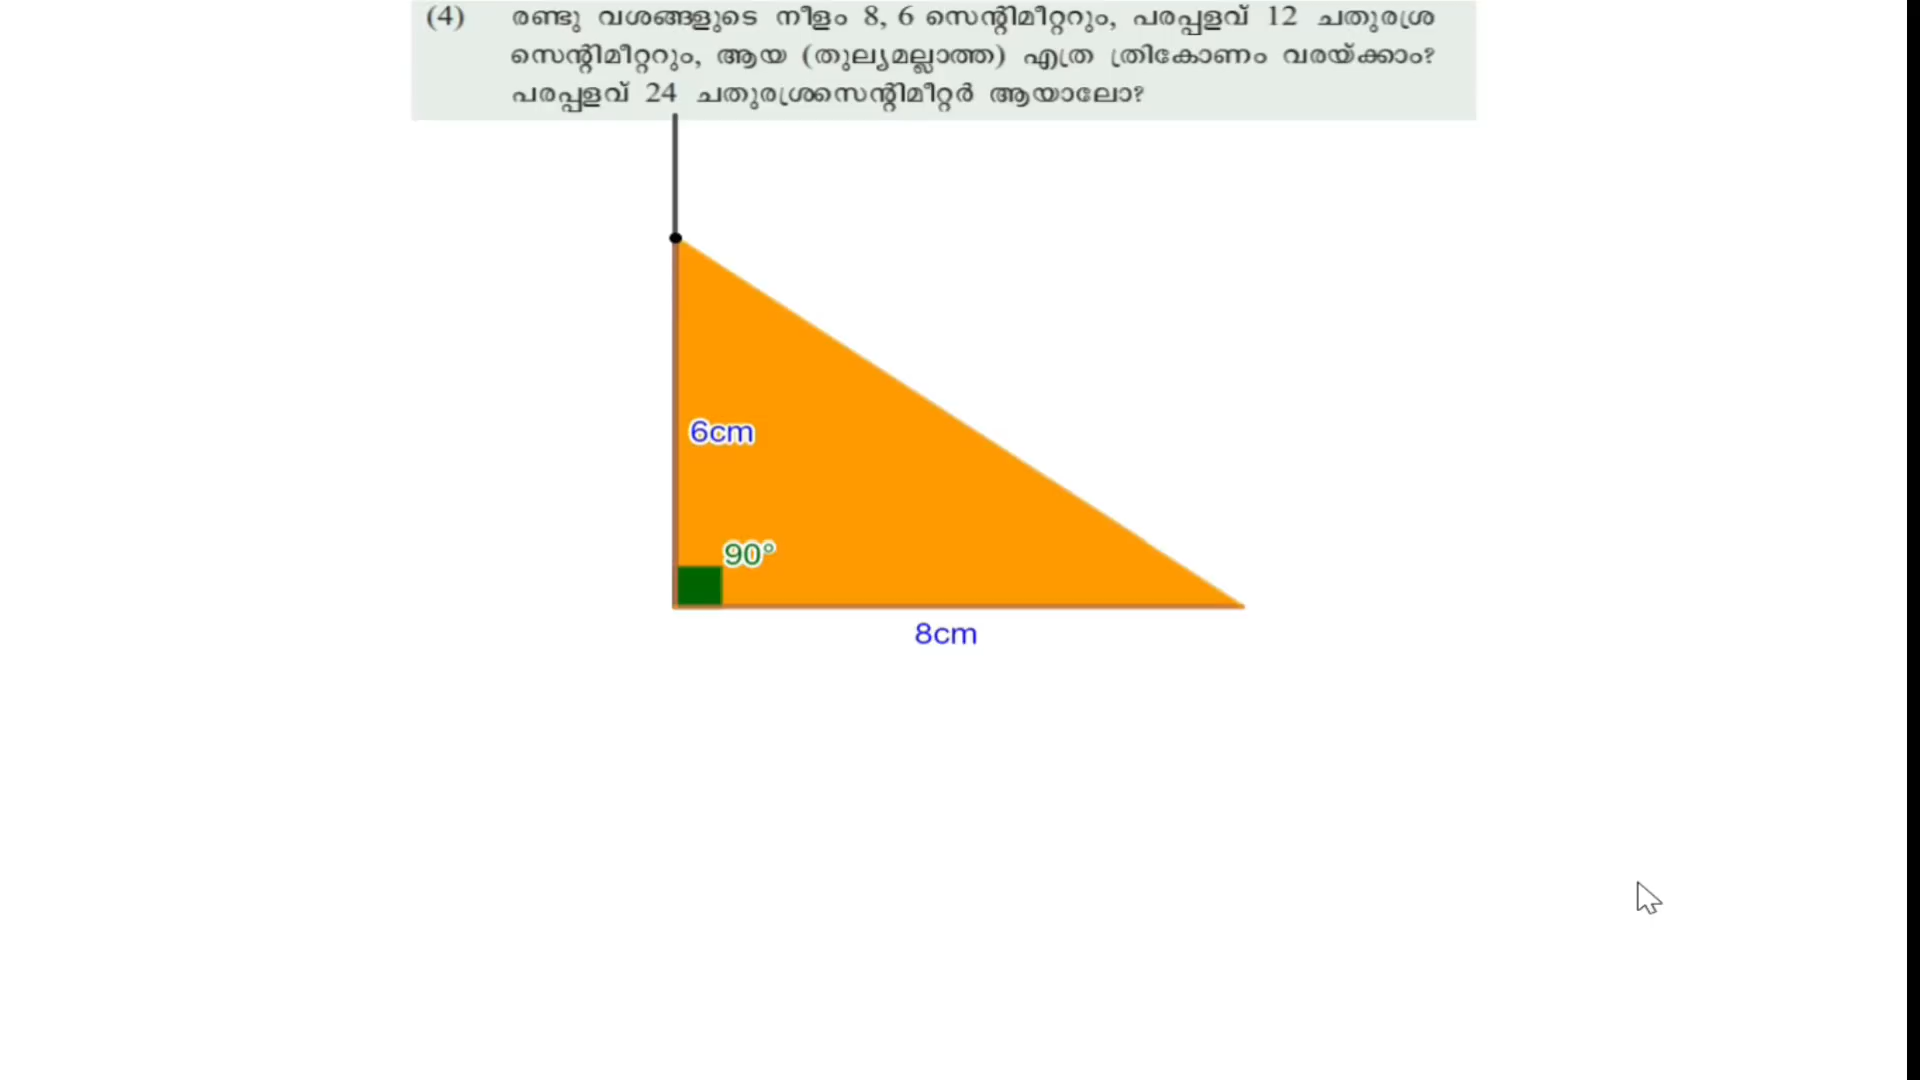 (4) രണ്ടു വശങ്ങളുടെ നീളം 8, 6 സെന്റിമീറ്ററും, പരപ്പളവ് 12 ചതുരശ്ര
സെന്റിമീറ്ററും, ആയ (തുല്യമല്ലാത്ത) എത്ര ത്രികോണം വരയ്ക്കാം?
പരപ്പളവ് 24 ചതുരശ്രസെന്റിമീറ്റർ ആയാലോ?
6cm
90°
8cm